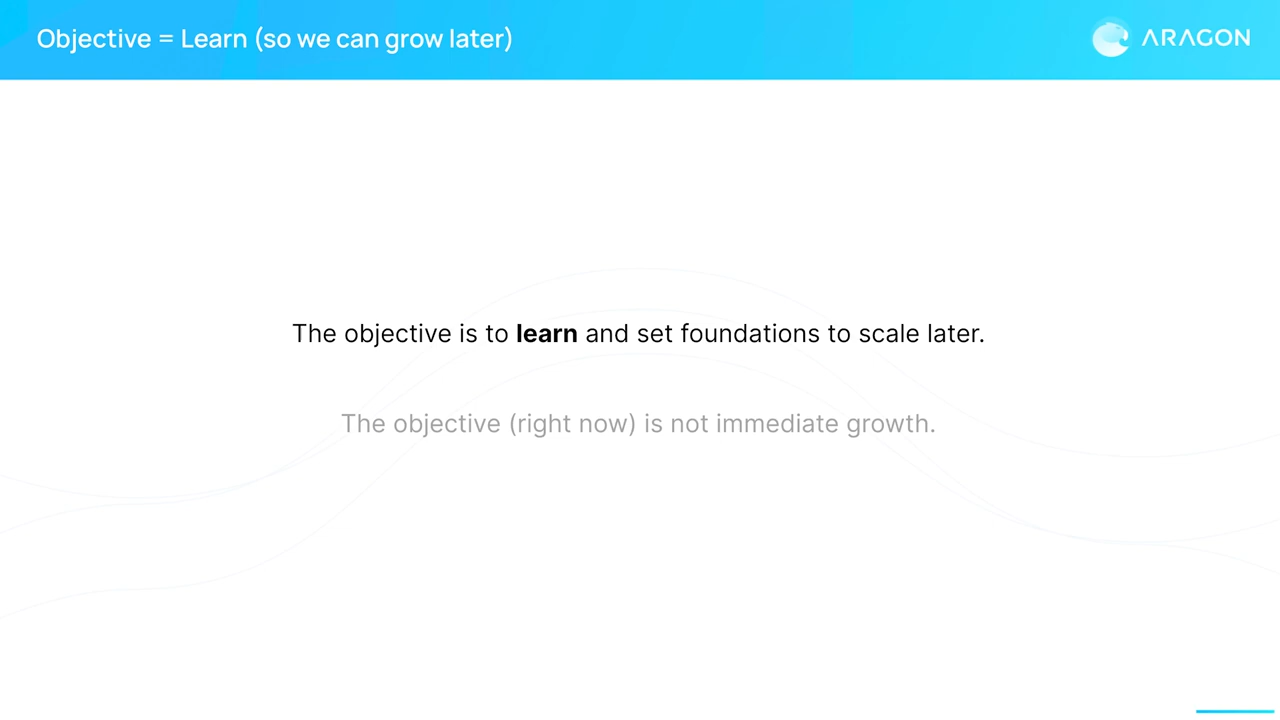 Objective = Learn (so we can grow later)
ARAGON
The objective is to learn and set foundations to scale later.
The objective (right now) is not immediate growth.